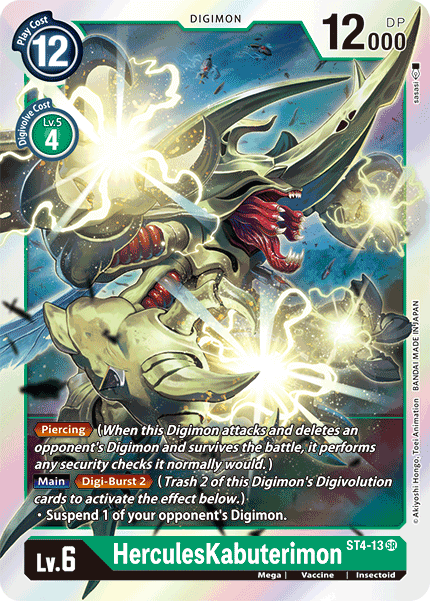 Play Cost
12
DIGIMON
12000
DP
Digivolve Cost
Lv.5
4
sasasi
Piercing (When this Digimon attacks and deletes an
opponent's Digimon and survives the battle, it performs
any security checks it normally would.)
Main Digi-Burst 2 (Trash 2 of this Digimon's Digivolution
cards to activate the effect below.)
• Suspend 1 of your opponent's Digimon.
©Akiyoshi Hongo, Toei Animation BANDAI MADE IN JAPAN
Lv.6
HerculesKabuterimon
ST4-13 SR
Mega | Vaccine | Insectoid